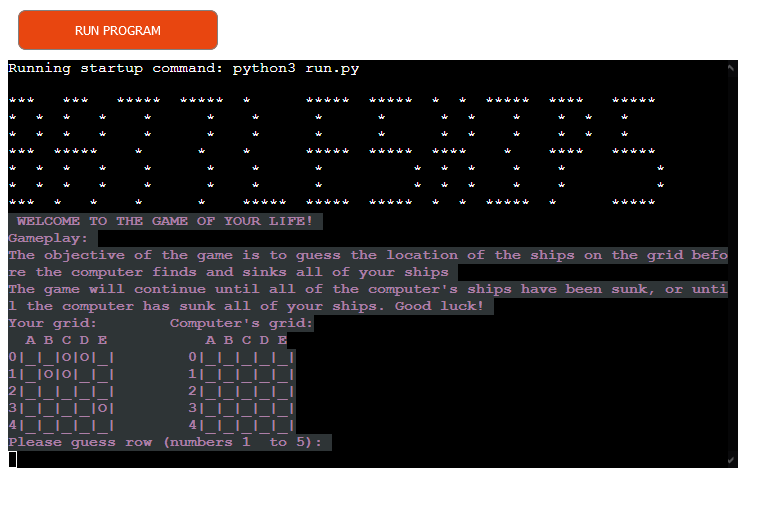 RUN PROGRAM
Running startup command: python3 run.py
***   ***   *****  *****  *      *****  *****  *  *  *****  ****   *****
*  *  *  *    *      *      *    *      *      *      *  *    *    *  *  *
*  *  *  *    *      *      *    *      *      *      *  *    *    *  *  *
***  *****    *      *    *      *****  *****  ****    *    ****   *****
*  *  *  *    *      *      *    *      *          *  *  *    *    *          *
*  *  *  *    *      *      *    *      *          *  *  *    *    *          *
***  *   *   *     *    *****  *****  *****  *  *  *****  *      *****
WELCOME TO THE GAME OF YOUR LIFE!
Gameplay:
The objective of the game is to guess the location of the ships on the grid befo
re the computer finds and sinks all of your ships
The game will continue until all of the computer's ships have been sunk, or unti
l the computer has sunk all of your ships. Good luck!
Your grid:        Computer's grid:
  A B C D E           A B C D E
0|_|_|O|O|_|        0|_|_|_|_|_|
1|_|O|O|_|_|        1|_|_|_|_|_|
2|_|_|_|_|_|        2|_|_|_|_|_|
3|_|_|_|_|O|        3|_|_|_|_|_|
4|_|_|_|_|_|        4|_|_|_|_|_|
Please guess row (numbers 1  to 5):